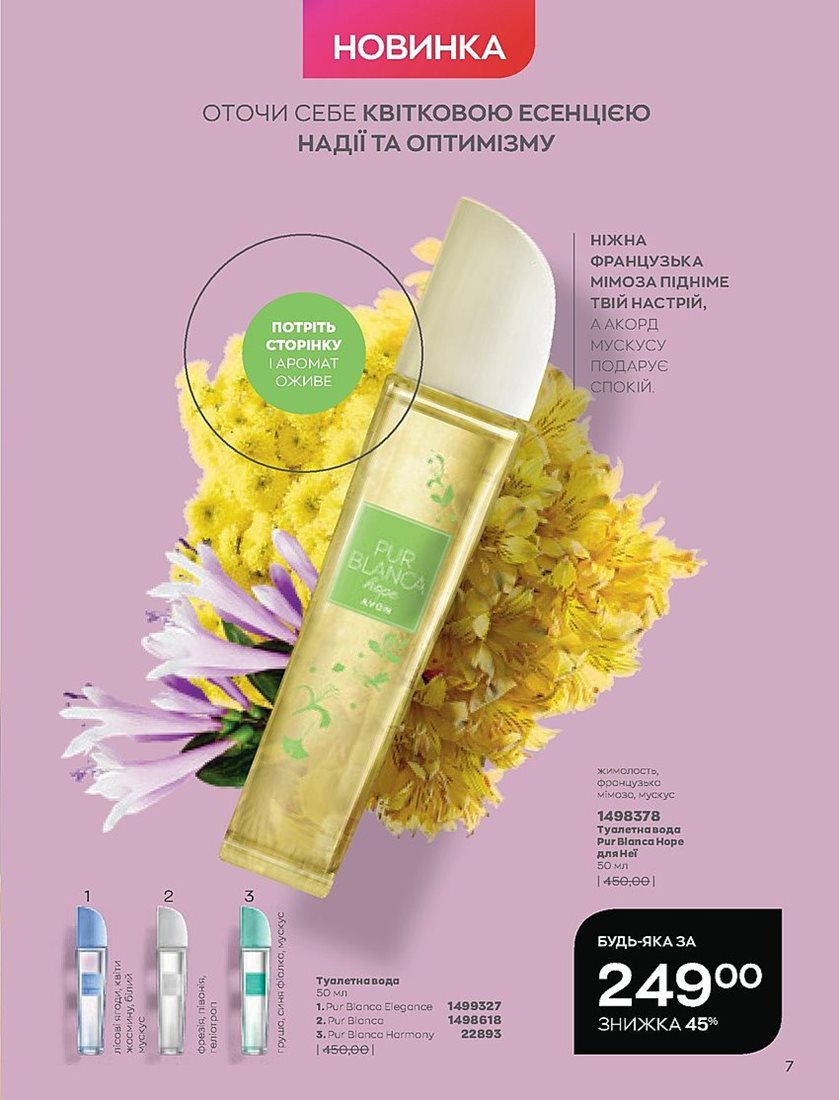 НОВИНКА
ОТОЧИ СЕБЕ КВІТКОВОЮ ЕСЕНЦІЄЮ
НАДІЇ ТА ОПТИМІЗМУ
НІЖНА
ФРАНЦУЗЬКА
МІМОЗА ПІДНІМЕ
ТВІЙ НАСТРІЙ,
А АКОРД
МУСКУСУ
ПОДАРУЄ
СПОКІЙ.
ПОТРІТЬ
СТОРІНКУ
І АРОМАТ
ОЖИВЕ
PUR
BLANCA
hope
AVON
жимолость,
французька
мімоза, мускус
1498378
Туалетна вода
Pur Blanca Hope
для Неї
50 мл
| 450,00 |
1
2
3
лісові ягоди, квіти
жасмину, білий
мускус
фрезія, півонія,
геліотроп
груша, синя фіалка, мускус
Туалетна вода
50 мл
1. Pur Blanca Elegance 1499327
2. Pur Blanca 1498618
3. Pur Blanca Harmony 22893
| 450,00 |
БУДЬ-ЯКА ЗА
249⁰⁰
ЗНИЖКА 45%
7